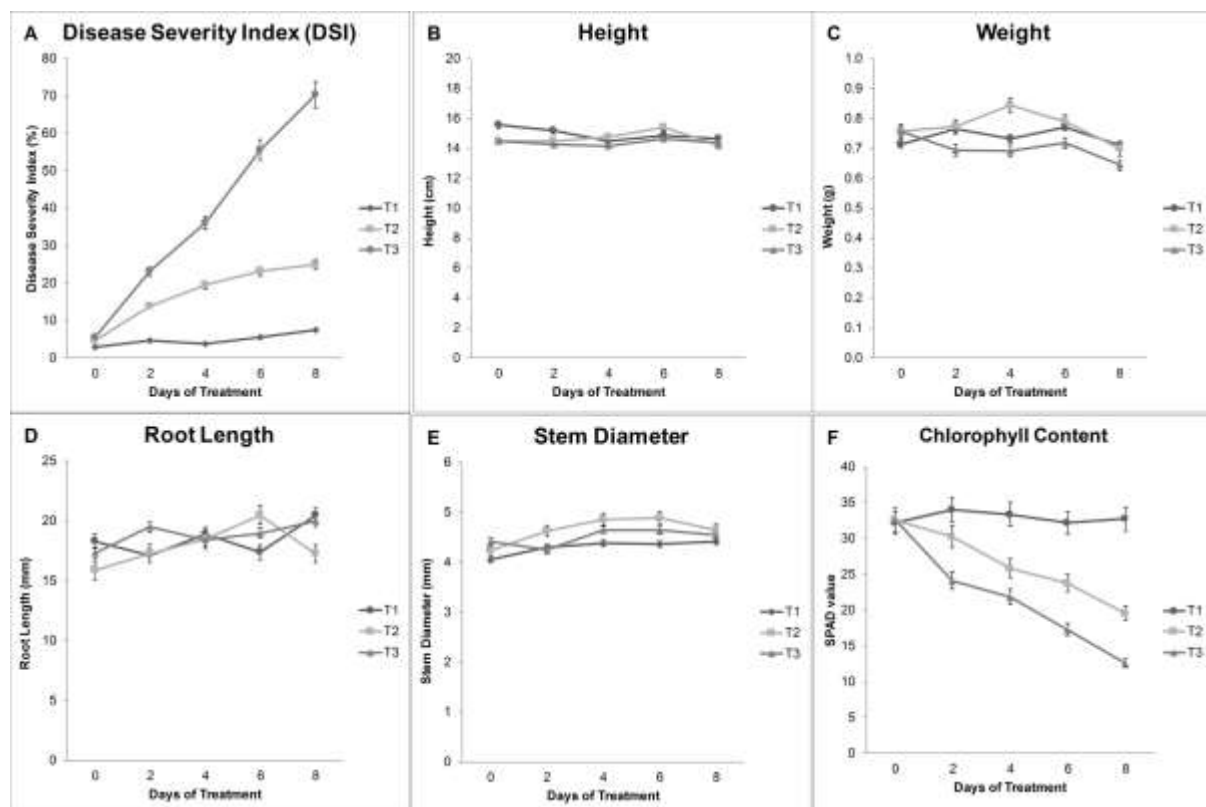 A Disease Severity Index (DSI)
80
70
60
50
40
30
20
10
0
Disease Severity Index (%)
0 2 4 6 8
Days of Treatment
T1
T2
T3
B Height
20
18
16
14
12
10
8
6
4
2
0
Height (cm)
0 2 4 6 8
Days of Treatment
T1
T2
T3
C Weight
1.0
0.9
0.8
0.7
0.6
0.5
0.4
0.3
0.2
0.1
0.0
Weight (g)
0 2 4 6 8
Days of Treatment
T1
T2
T3
D Root Length
25
20
15
10
5
0
Root Length (mm)
0 2 4 6 8
Days of Treatment
T1
T2
T3
E Stem Diameter
6
5
4
3
2
1
0
Stem Diameter (mm)
0 2 4 6 8
Days of Treatment
T1
T2
T3
F Chlorophyll Content
40
35
30
25
20
15
10
5
0
SPAD value
0 2 4 6 8
Days of Treatment
T1
T2
T3